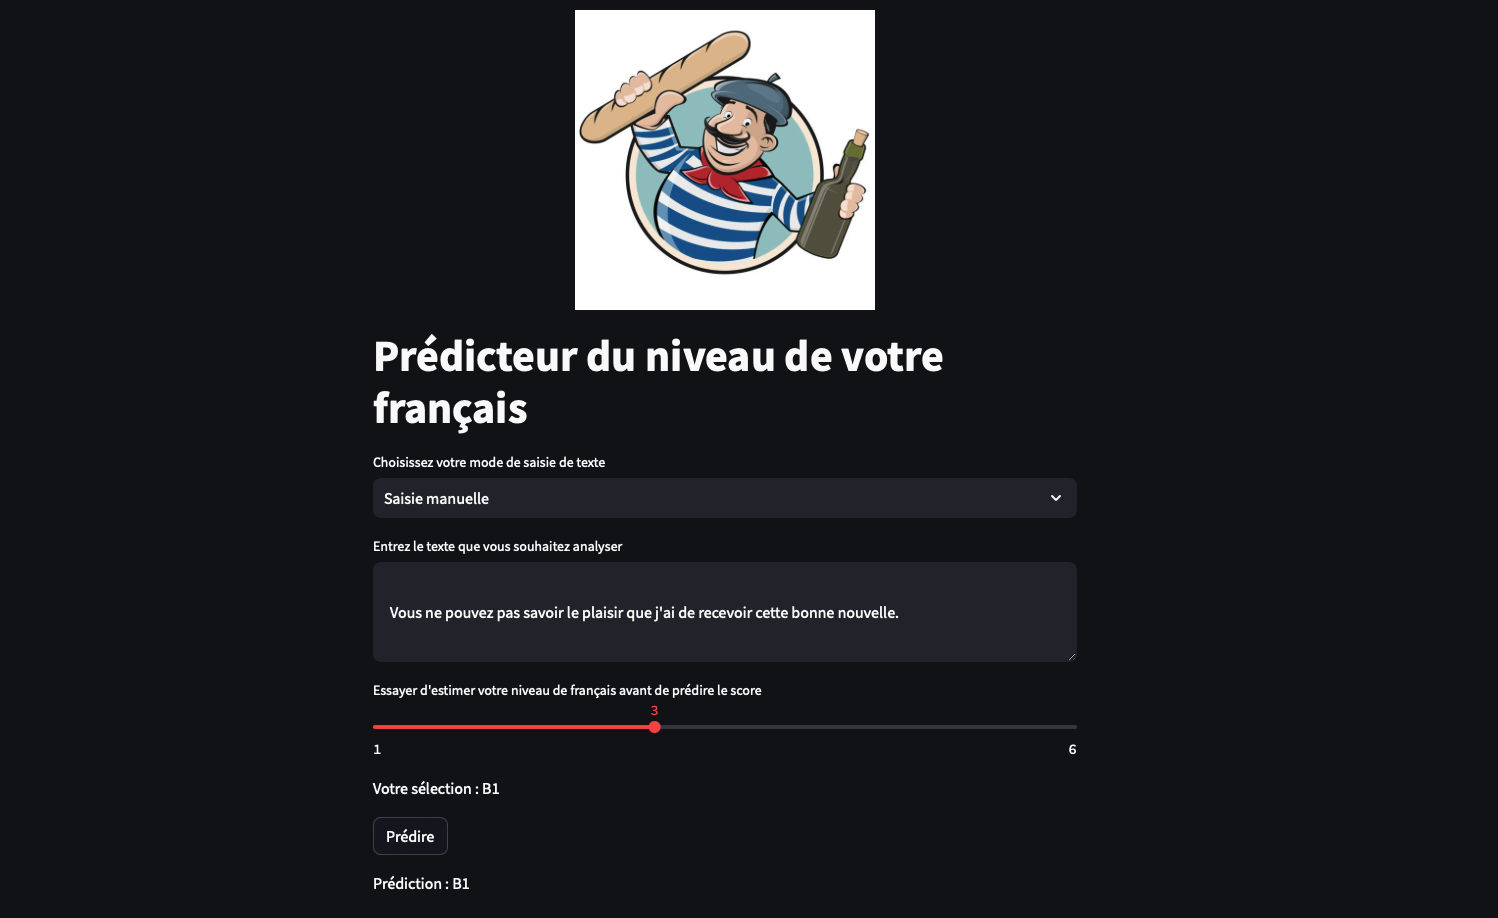 Prédicteur du niveau de votre
français
Choisissez votre mode de saisie de texte
Saisie manuelle
Entrez le texte que vous souhaitez analyser
Vous ne pouvez pas savoir le plaisir que j'ai de recevoir cette bonne nouvelle.
Essayer d'estimer votre niveau de français avant de prédire le score
3
1 6
Votre sélection : B1
Prédire
Prédiction : B1